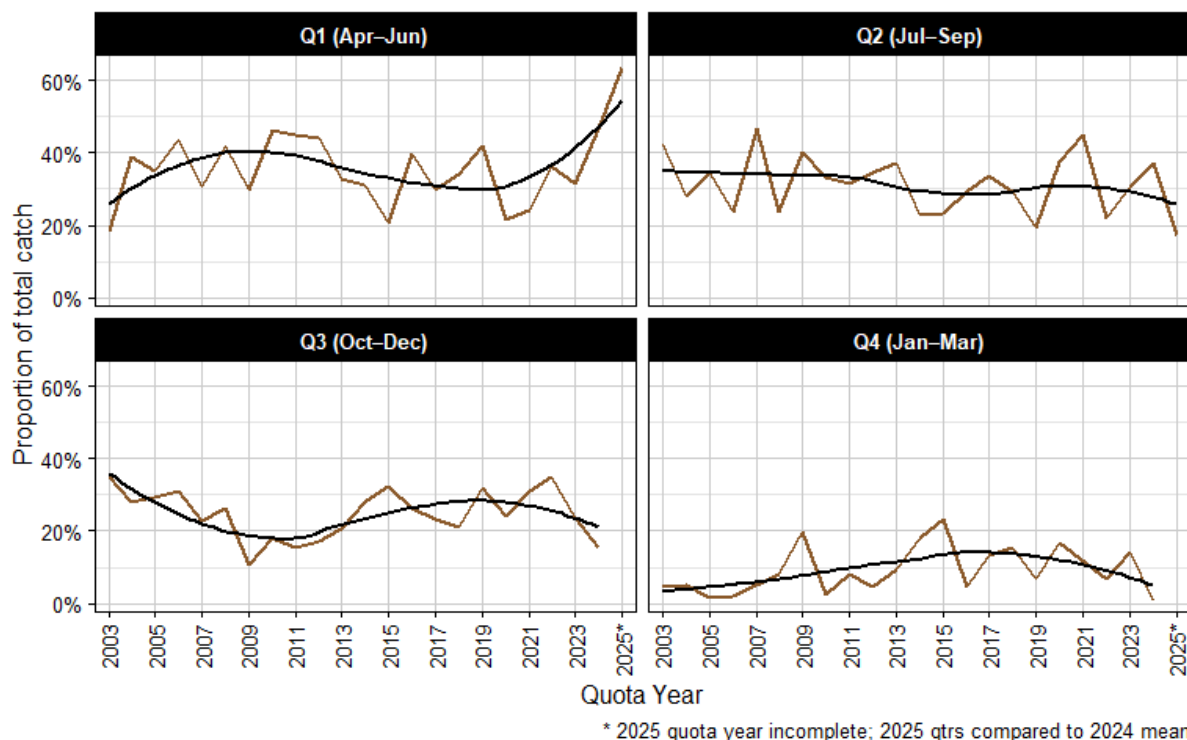 Q1 (Apr–Jun)
Q2 (Jul–Sep)
60%
40%
20%
0%
Q3 (Oct–Dec)
Q4 (Jan–Mar)
60%
40%
20%
0%
Proportion of total catch
2003 2005 2007 2009 2011 2013 2015 2017 2019 2021 2023 2025*
2003 2005 2007 2009 2011 2013 2015 2017 2019 2021 2023 2025*
Quota Year
* 2025 quota year incomplete; 2025 qtrs compared to 2024 mean